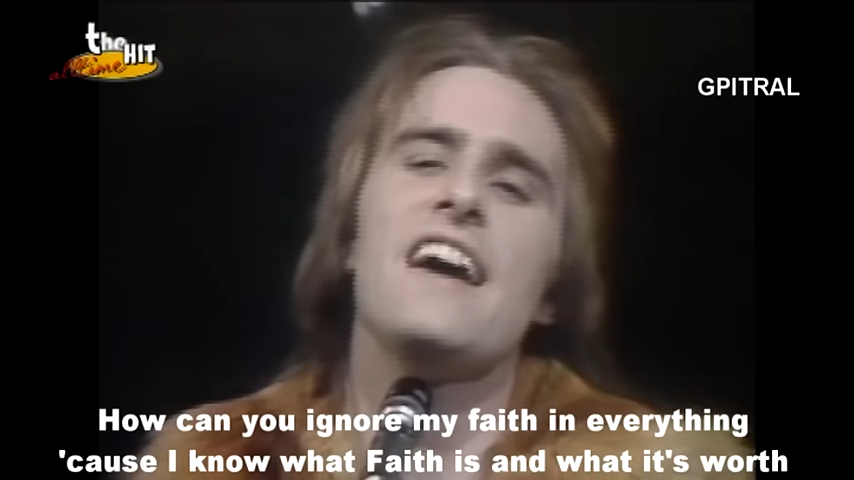 the HIT
all time
GPITRAL
How can you ignore my faith in everything
'cause I know what Faith is and what it's worth